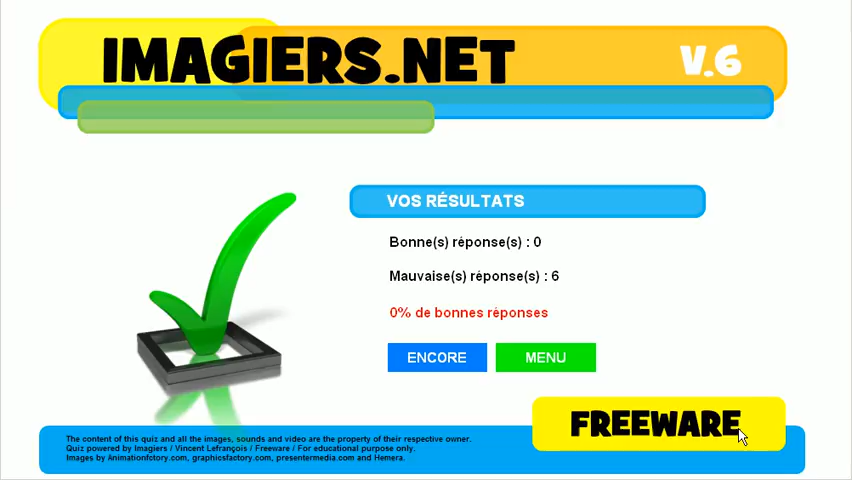 IMAGIERS.NET
V.6
VOS RÉSULTATS
Bonne(s) réponse(s) : 0
Mauvaise(s) réponse(s) : 6
0% de bonnes réponses
ENCORE
MENU
FREEWARE
The content of this quiz and all the images, sounds and video are the property of their respective owner.
Quiz powered by Imagiers / Vincent Lefrançois / Freeware / For educational purpose only.
Images by Animationfctory.com, graphicsfactory.com, presentermedia.com and Hemera.